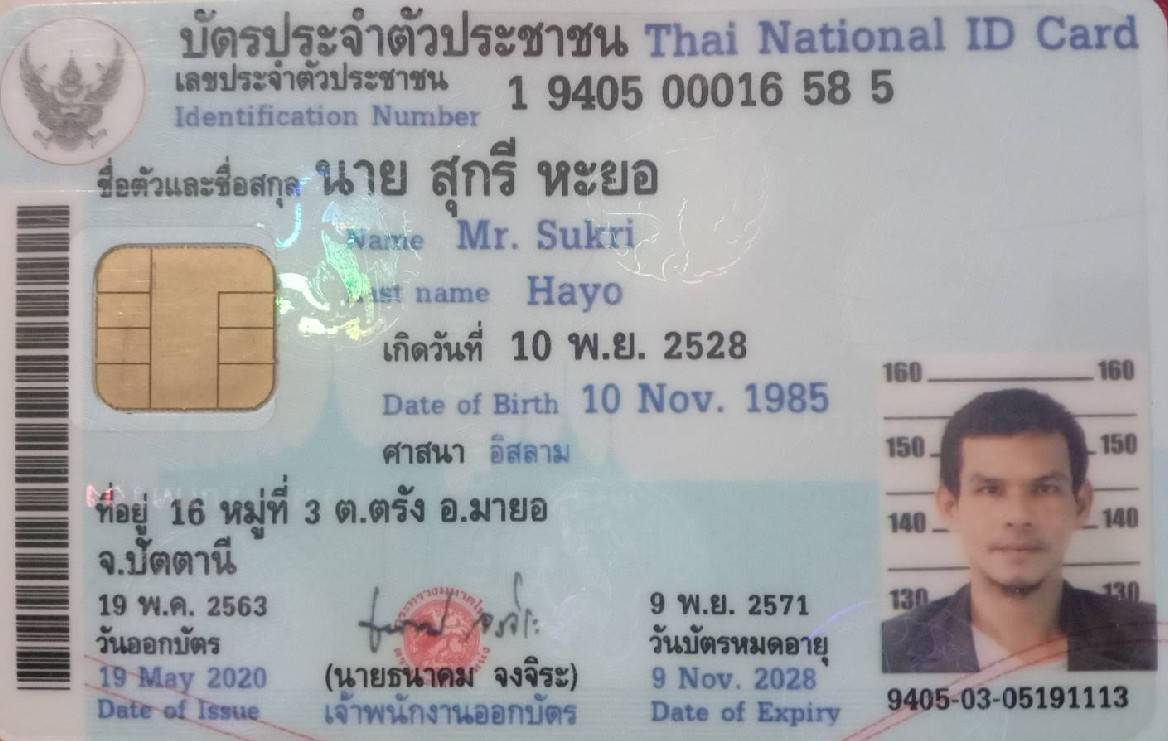 บัตรประจำตัวประชาชน Thai National ID Card
เลขประจำตัวประชาชน 1 9405 00016 58 5
Identification Number
ชื่อตัวและชื่อสกุล นาย สุกรี หะยอ
Name Mr. Sukri
Last name Hayo
เกิดวันที่ 10 พ.ย. 2528
Date of Birth 10 Nov. 1985
ศาสนา อิสลาม
ที่อยู่ 16 หมู่ที่ 3 ต.ตรัง อ.มายอ
จ.ปัตตานี
19 พ.ค. 2563
วันออกบัตร
19 May 2020
Date of Issue
(นายธนาคม จงจิระ)
เจ้าพนักงานออกบัตร
9 พ.ย. 2571
วันบัตรหมดอายุ
9 Nov. 2028
Date of Expiry
160 160
150 150
140 140
130 130
9405-03-05191113